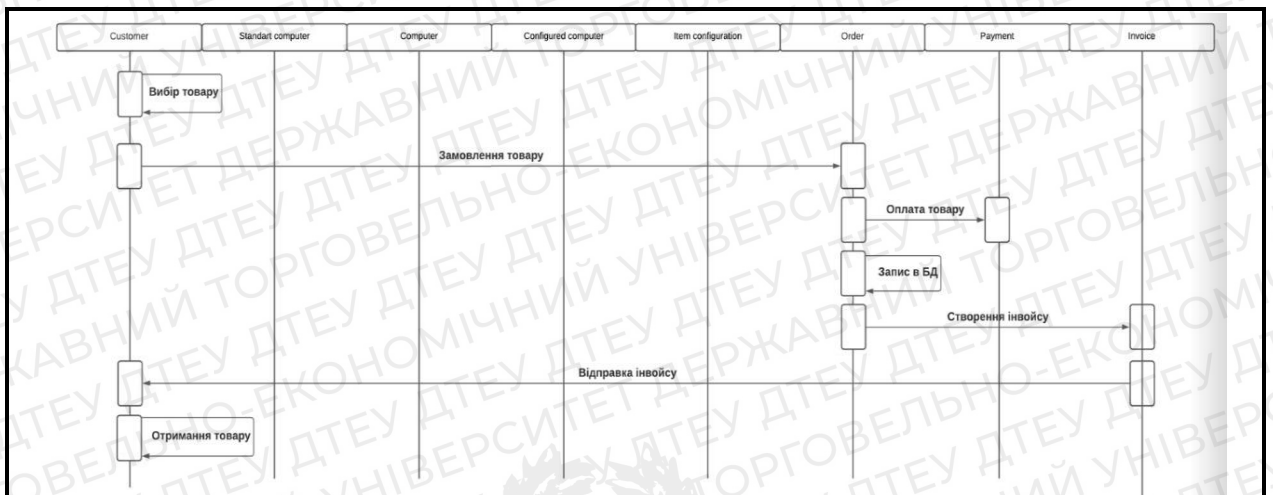 Customer
Standart computer
Computer
Configured computer
Item configuration
Order
Payment
Invoice
Вибір товару
Замовлення товару
Оплата товару
Запис в БД
Створення інвойсу
Відправка інвойсу
Отримання товару